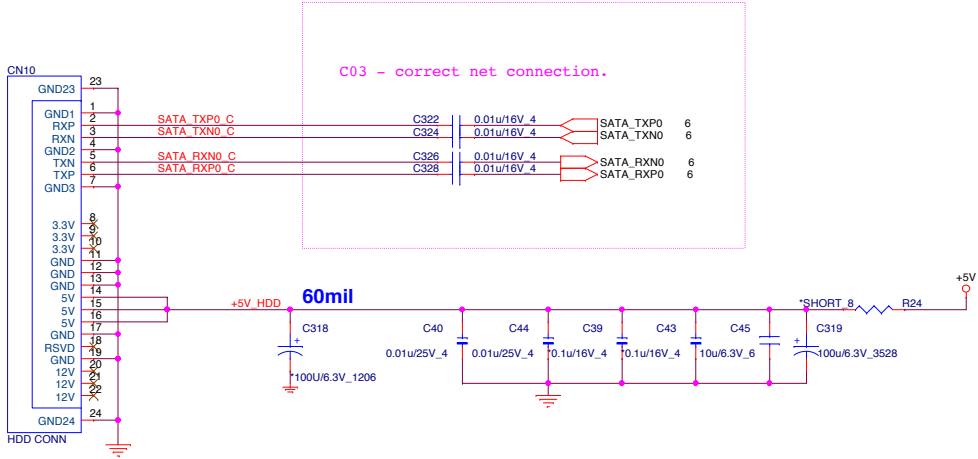 C03 - correct net connection.
CN10
GND23 23
GND1 1
RXP 2 SATA_TXP0_C C322 0.01u/16V_4 SATA_TXP0 6
RXN 3 SATA_TXN0_C C324 0.01u/16V_4 SATA_TXN0 6
GND2 4
TXN 5 SATA_RXN0_C C326 0.01u/16V_4 SATA_RXN0 6
TXP 6 SATA_RXP0_C C328 0.01u/16V_4 SATA_RXP0 6
GND3 7
3.3V 8
3.3V 9
3.3V 10
GND 11
GND 12
GND 13
5V 14
5V 15
5V 16
GND 17
RSVD 18
GND 19
12V 20
12V 21
12V 22
GND24 24
HDD CONN
+5V_HDD 60mil *SHORT_8 R24 +5V
C318 C40 C44 C39 C43 C45 C319
0.01u/25V_4 0.01u/25V_4 *0.1u/16V_4 *0.1u/16V_4 10u/6.3V_6 100u/6.3V_3528
*100U/6.3V_1206